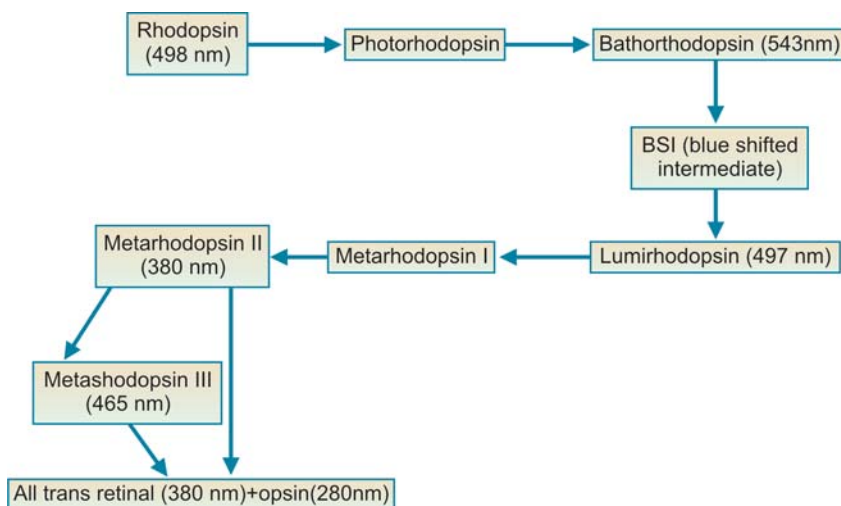 Rhodopsin
(498 nm)
Photorhodopsin
Bathorthodopsin (543nm)
BSI (blue shifted
intermediate)
Lumirhodopsin (497 nm)
Metarhodopsin I
Metarhodopsin II
(380 nm)
Metashodopsin III
(465 nm)
All trans retinal (380 nm)+opsin(280nm)